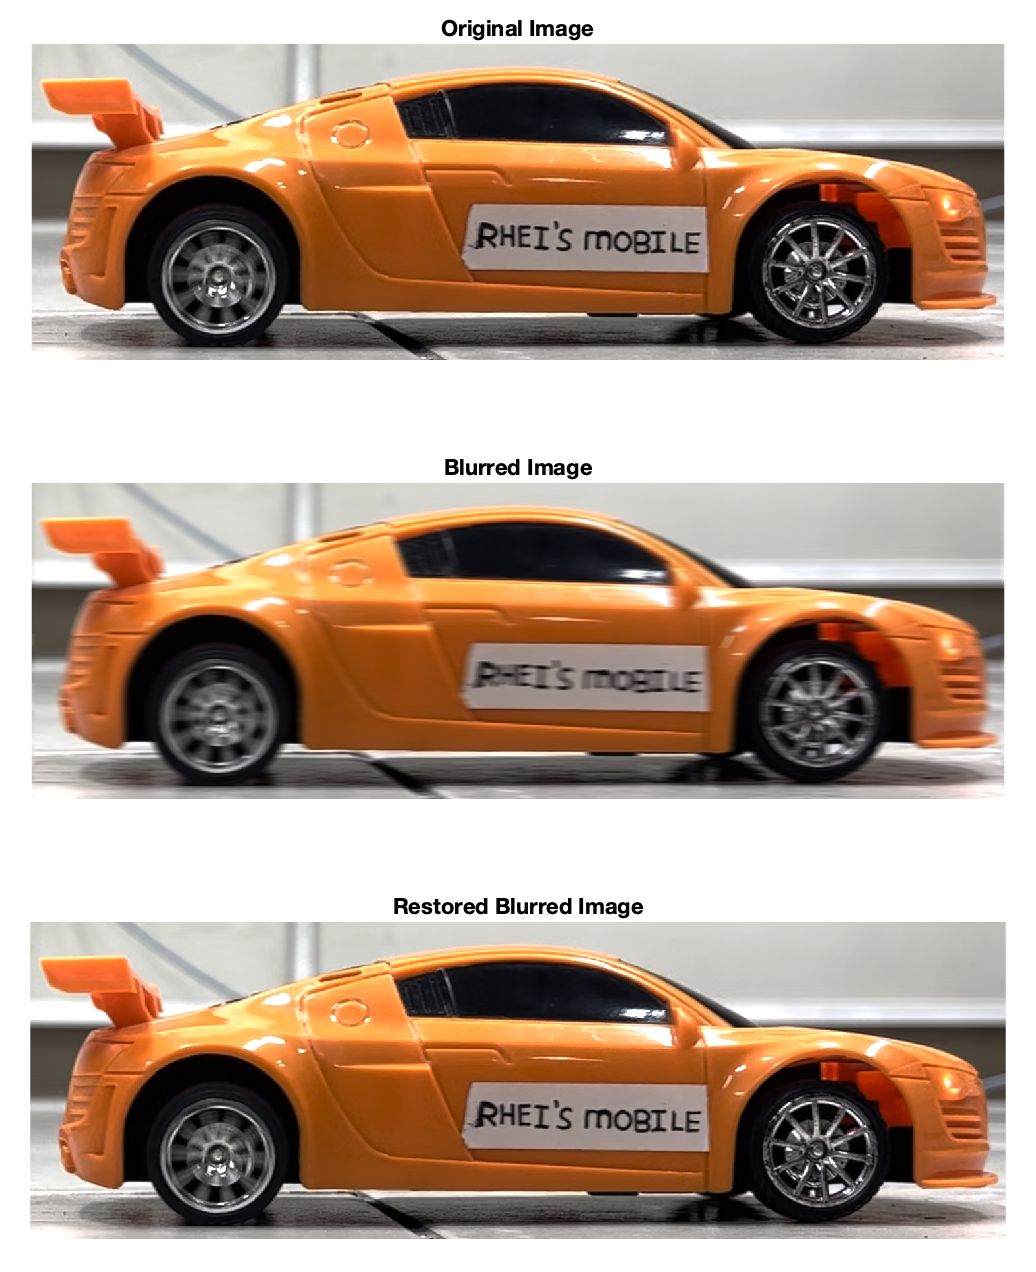 Original Image
RHEI'S mOBILE
Blurred Image
RHEI'S mOBILE
Restored Blurred Image
RHEI'S mOBILE